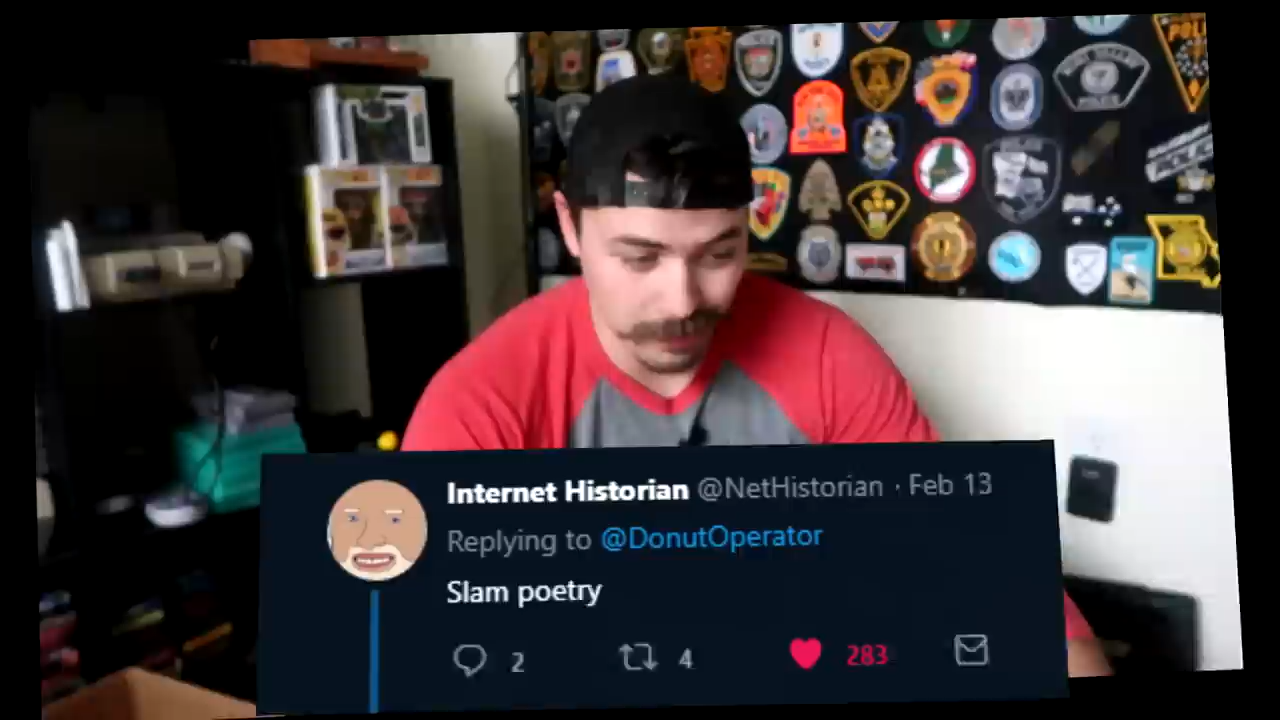 Internet Historian @NetHistorian · Feb 13
Replying to @DonutOperator
Slam poetry
2 4 283